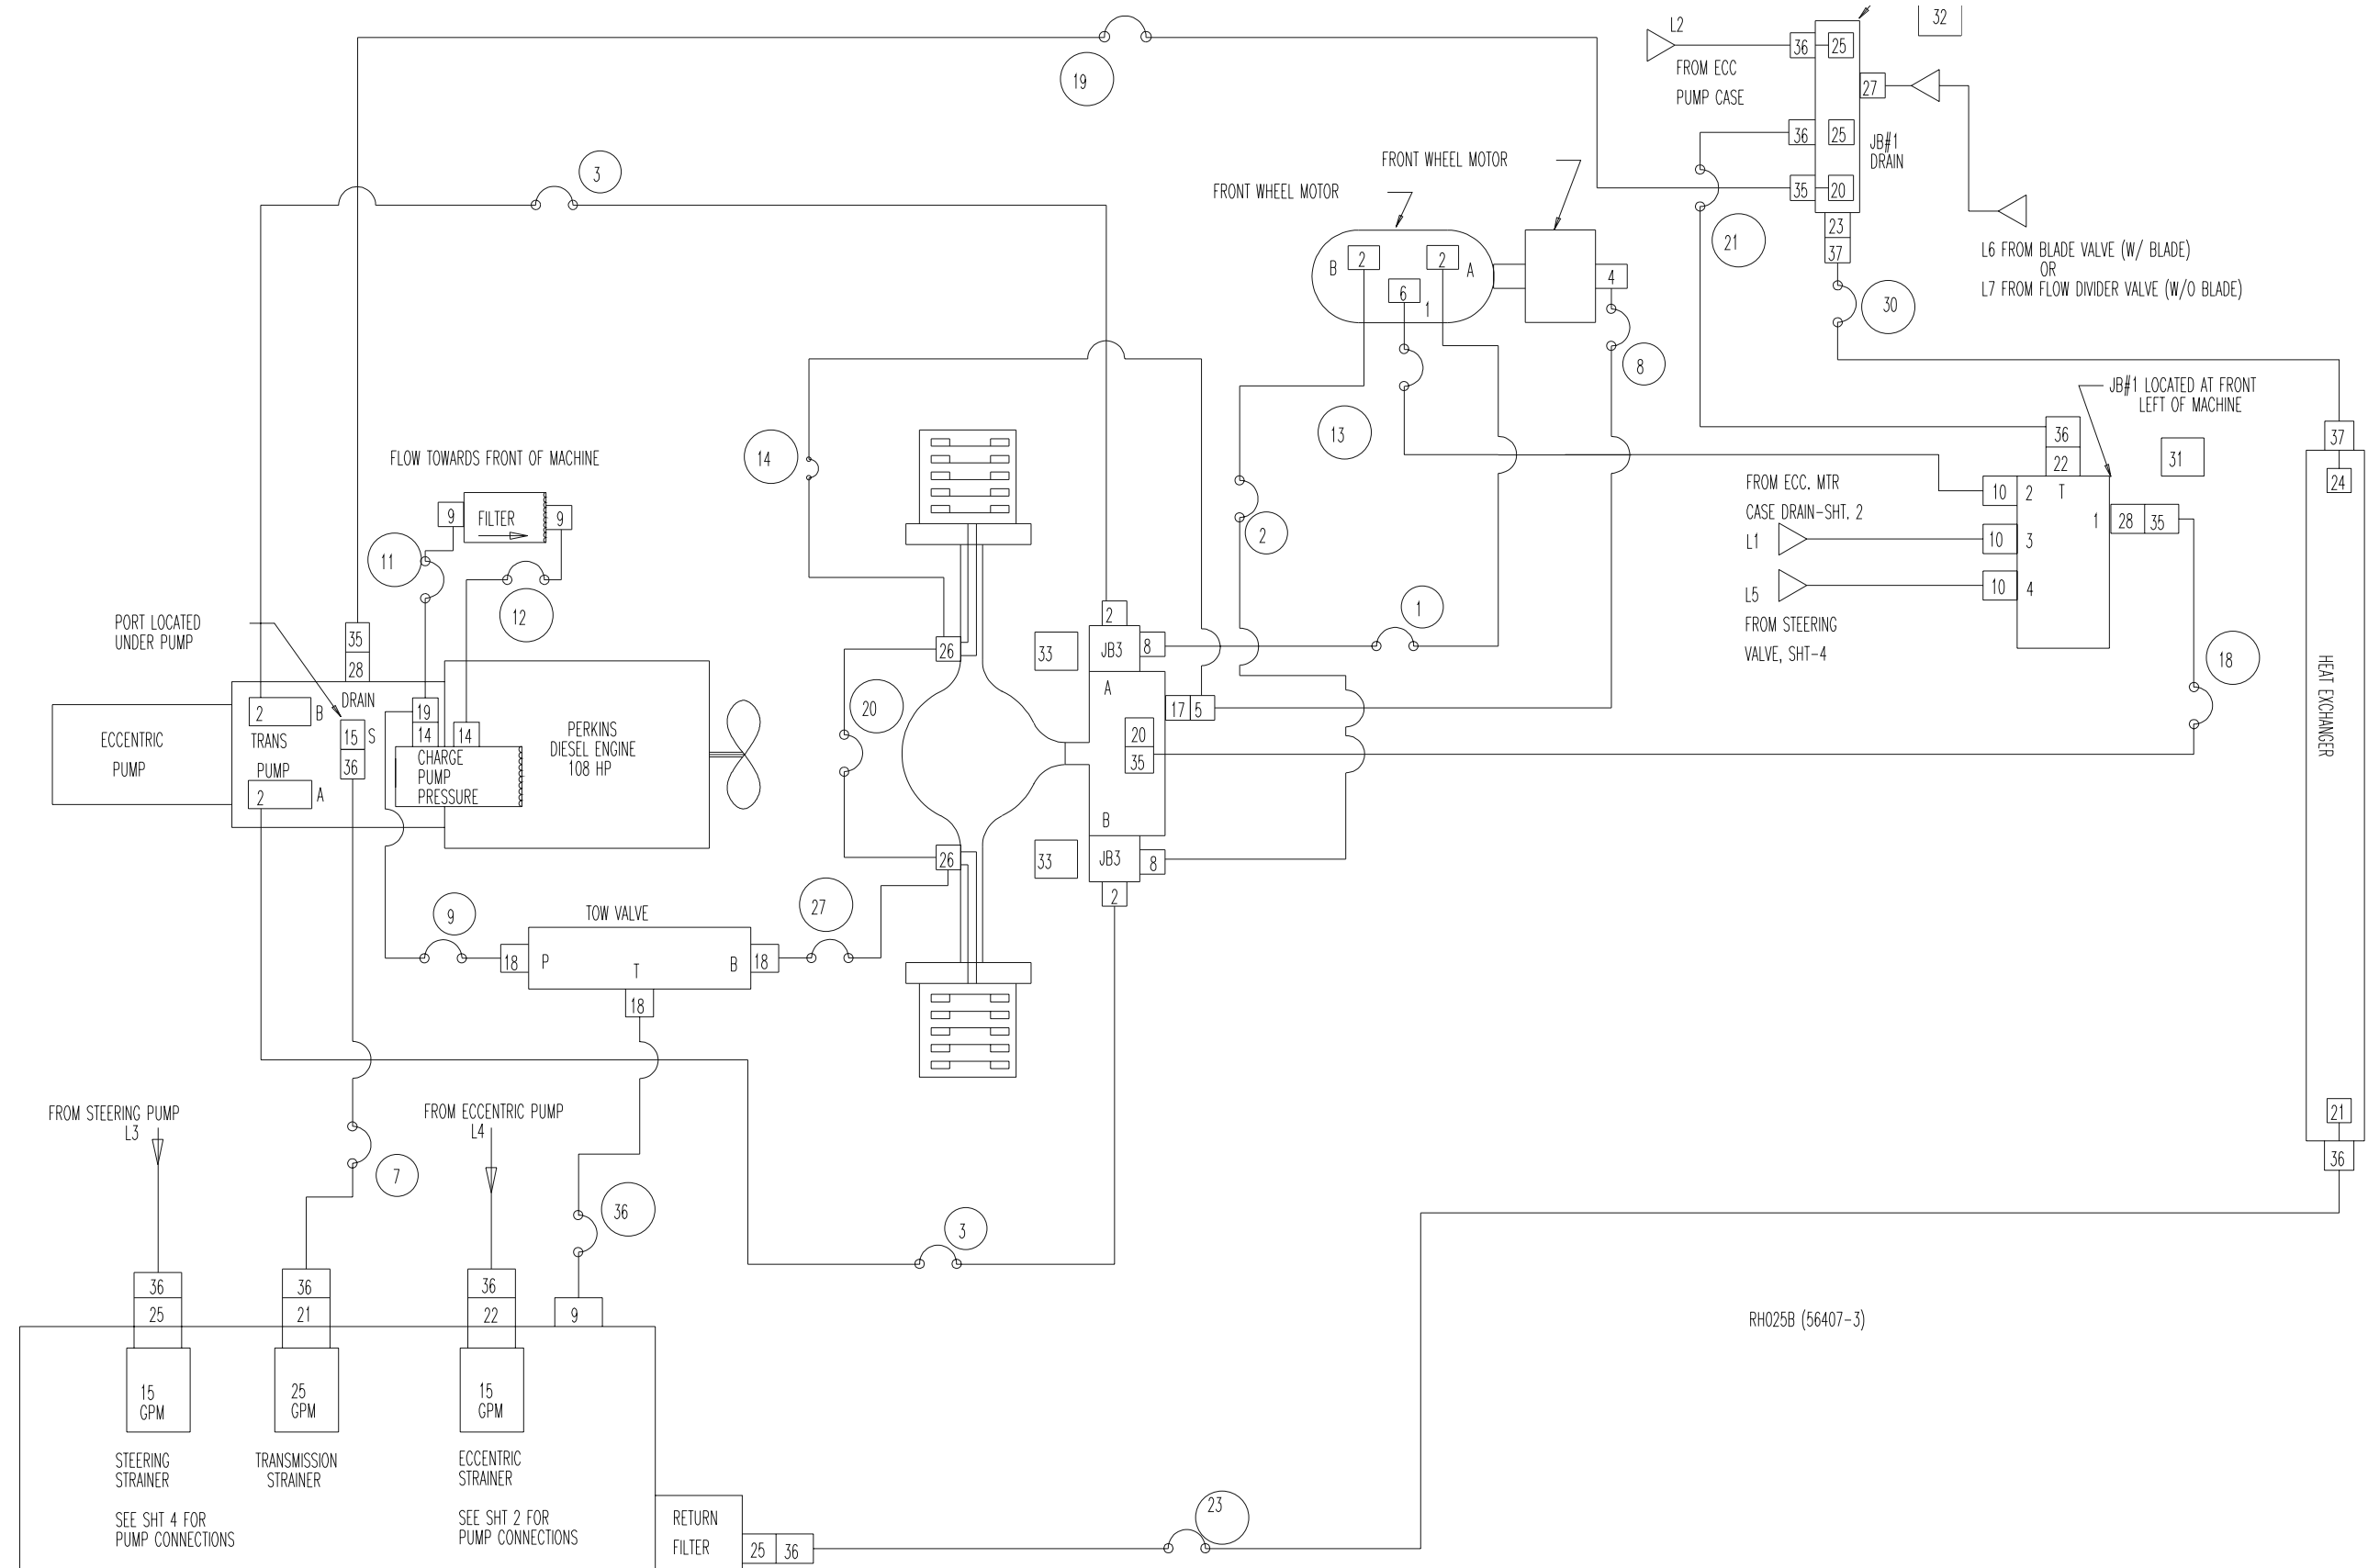 L2
32
36
25
FROM ECC
PUMP CASE
27
19
36
25
JB#1
DRAIN
3
FRONT WHEEL MOTOR
FRONT WHEEL MOTOR
35
20
23
37
21
L6 FROM BLADE VALVE (W/ BLADE)
OR
L7 FROM FLOW DIVIDER VALVE (W/O BLADE)
30
B
2
2
A
6
1
4
8
JB#1 LOCATED AT FRONT
LEFT OF MACHINE
13
14
36
22
31
37
24
FLOW TOWARDS FRONT OF MACHINE
9
FILTER
9
11
12
2
FROM ECC. MTR
CASE DRAIN-SHT. 2
L1
10
2
T
1
28
35
10
3
L5
10
4
FROM STEERING
VALVE, SHT-4
18
1
HEAT EXCHANGER
PORT LOCATED
UNDER PUMP
35
28
DRAIN
26
33
2
JB3
8
A
17
5
20
2
B
15
S
36
19
14
14
ECCENTRIC
PUMP
TRANS
PUMP
2
A
CHARGE
PUMP
PRESSURE
PERKINS
DIESEL ENGINE
108 HP
20
35
B
26
33
JB3
8
2
9
TOW VALVE
27
18
P
T
B
18
18
FROM STEERING PUMP
L3
FROM ECCENTRIC PUMP
L4
7
36
3
21
36
36
25
36
21
36
22
9
RH025B (56407-3)
15
GPM
25
GPM
15
GPM
STEERING
STRAINER
TRANSMISSION
STRAINER
ECCENTRIC
STRAINER
SEE SHT 4 FOR
PUMP CONNECTIONS
SEE SHT 2 FOR
PUMP CONNECTIONS
RETURN
FILTER
25
36
23